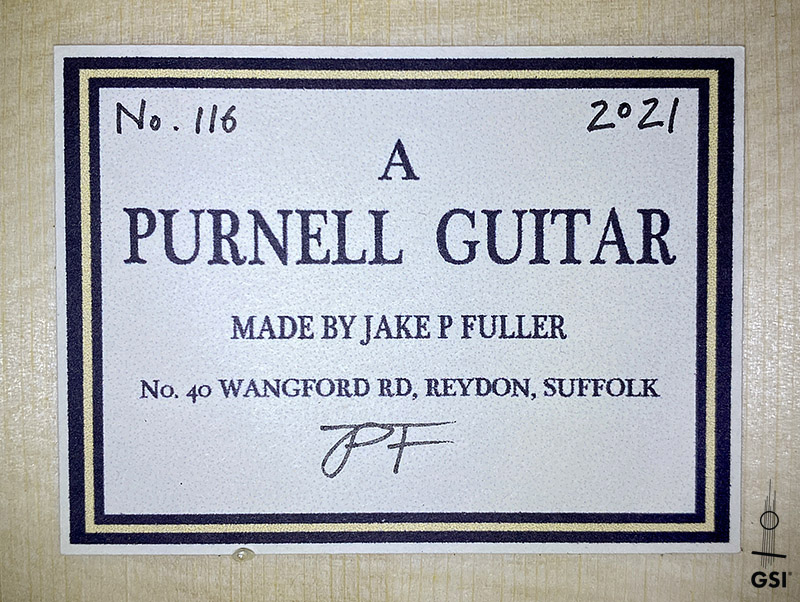 No. 116 2021
A
PURNELL GUITAR
MADE BY JAKE P FULLER
No. 40 WANGFORD RD, REYDON, SUFFOLK
JPF
GSI